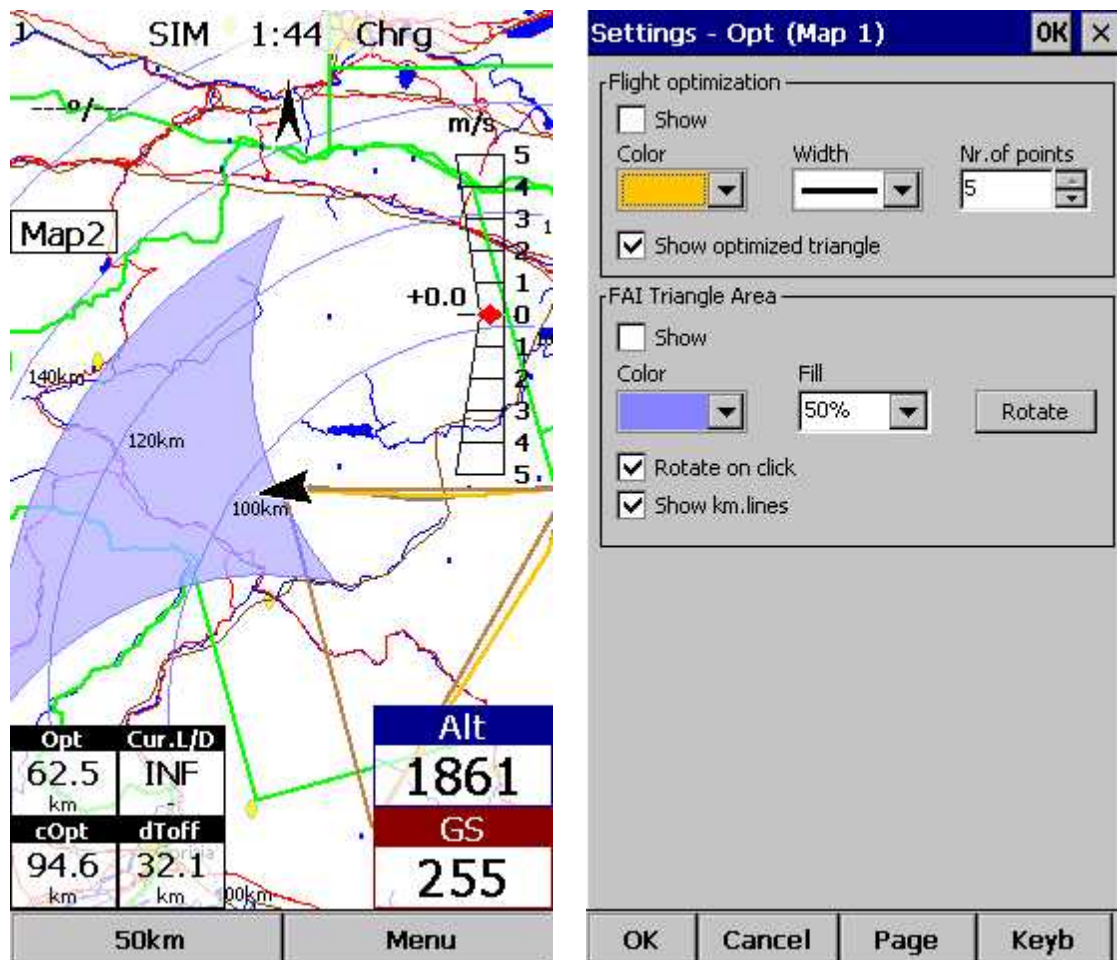 1 SIM 1:44 Chrg
---°/---
m/s
5
4
Map2
3
1
2
1
+0.0
0
1
2
140km
3
120km
4
5
100km
Opt Cur.L/D
62.5 INF
km -
cOpt dToff
94.6 32.1
km km
00km
Alt
1861
GS
255
50km Menu
Settings - Opt (Map 1) OK ×
Flight optimization
Show
Color Width Nr.of points
5
Show optimized triangle
FAI Triangle Area
Show
Color Fill
50% Rotate
Rotate on click
Show km.lines
OK Cancel Page Keyb